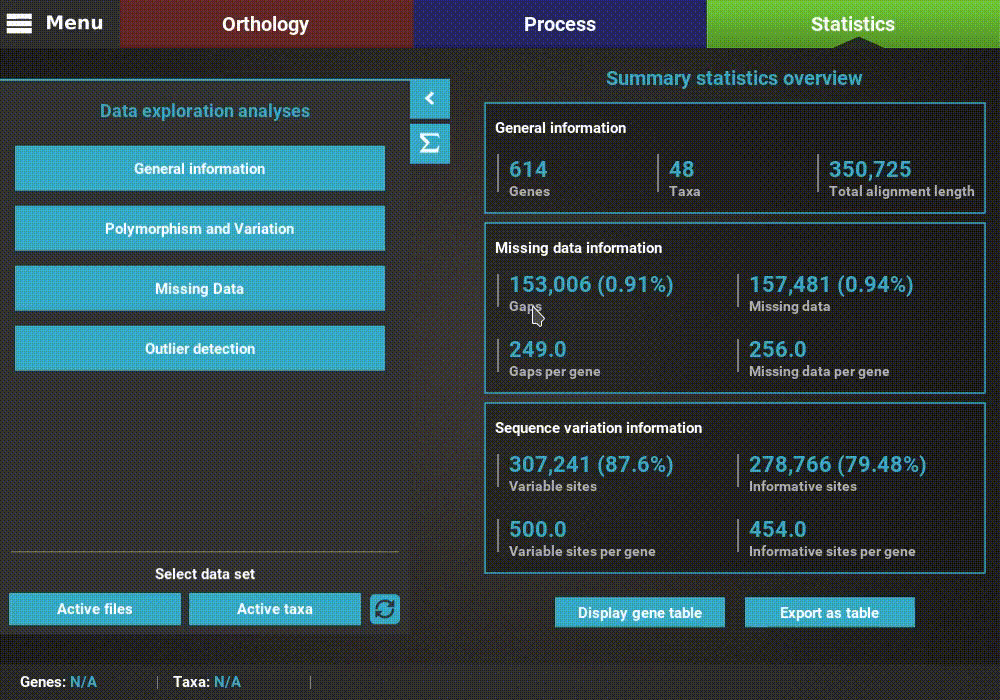 Menu
Orthology
Process
Statistics
Data exploration analyses
General information
Polymorphism and Variation
Missing Data
Outlier detection
Select data set
Active files
Active taxa
Summary statistics overview
General information
614
Genes
48
Taxa
350,725
Total alignment length
Missing data information
153,006 (0.91%)
Gaps
157,481 (0.94%)
Missing data
249.0
Gaps per gene
256.0
Missing data per gene
Sequence variation information
307,241 (87.6%)
Variable sites
278,766 (79.48%)
Informative sites
500.0
Variable sites per gene
454.0
Informative sites per gene
Display gene table
Export as table
Genes: N/A
Taxa: N/A